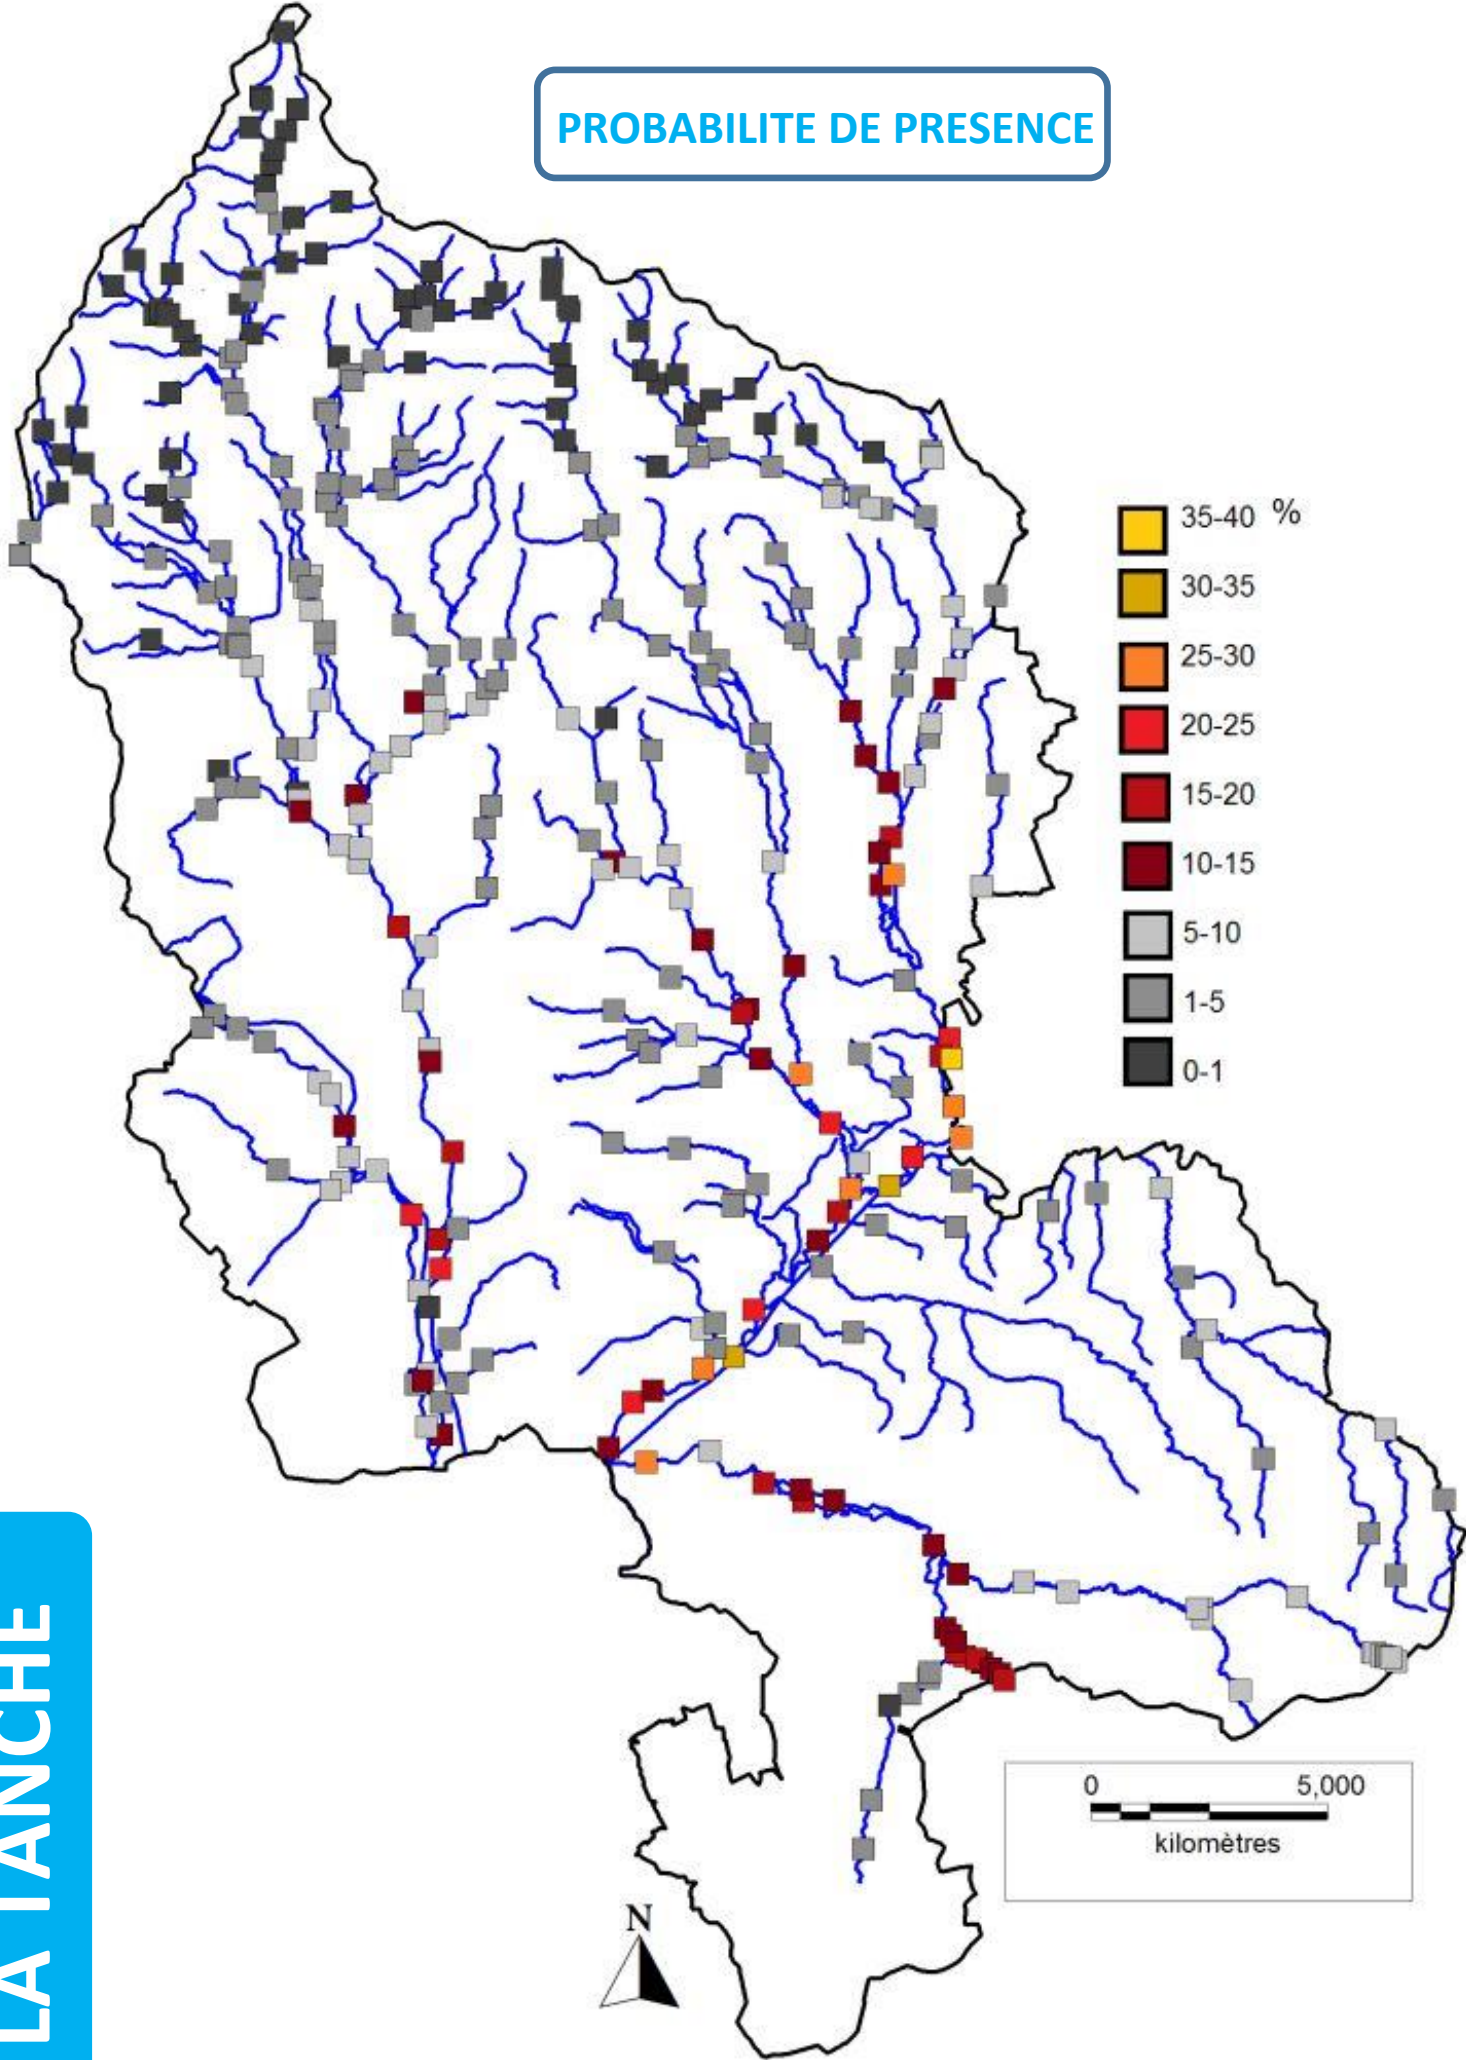 PROBABILITE DE PRESENCE
35-40 %
30-35
25-30
20-25
15-20
10-15
5-10
1-5
0-1
0 5,000
kilomètres
N
LA TANCHE